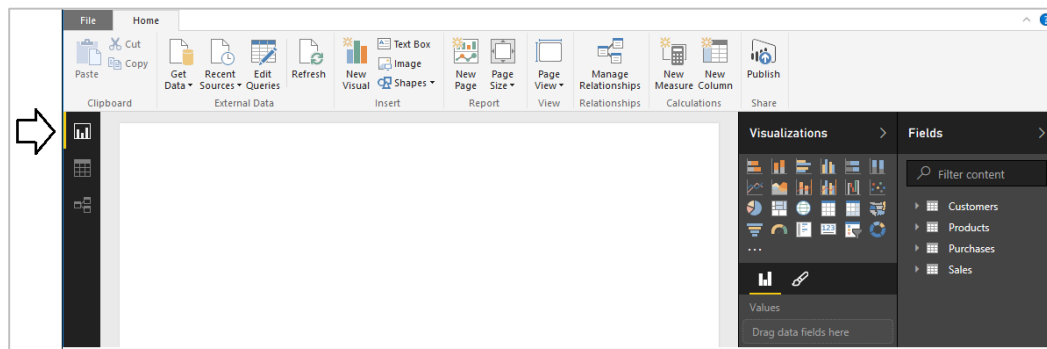 File Home
Cut
Copy
Paste
Get Data
Recent Sources
Edit Queries
Refresh
New Visual
Text Box
Image
Shapes
New Page
Page Size
Page View
Manage Relationships
New Measure
New Column
Publish
Clipboard External Data Insert Report View Relationships Calculations Share
Visualizations
Fields
Filter content
Customers
Products
Purchases
Sales
123
...
Values
Drag data fields here